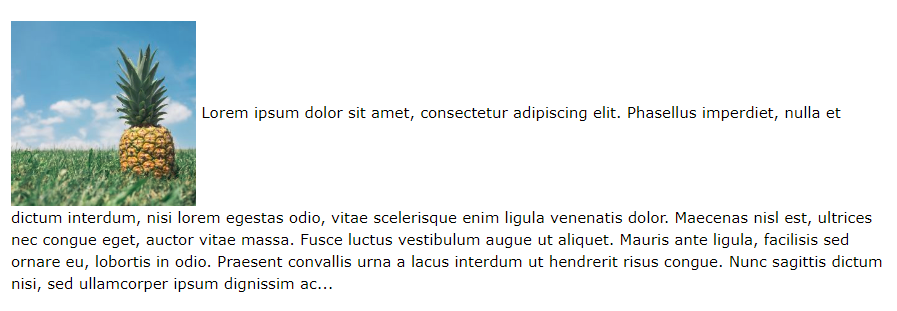 Lorem ipsum dolor sit amet, consectetur adipiscing elit. Phasellus imperdiet, nulla et
dictum interdum, nisi lorem egestas odio, vitae scelerisque enim ligula venenatis dolor. Maecenas nisl est, ultrices
nec congue eget, auctor vitae massa. Fusce luctus vestibulum augue ut aliquet. Mauris ante ligula, facilisis sed
ornare eu, lobortis in odio. Praesent convallis urna a lacus interdum ut hendrerit risus congue. Nunc sagittis dictum
nisi, sed ullamcorper ipsum dignissim ac...